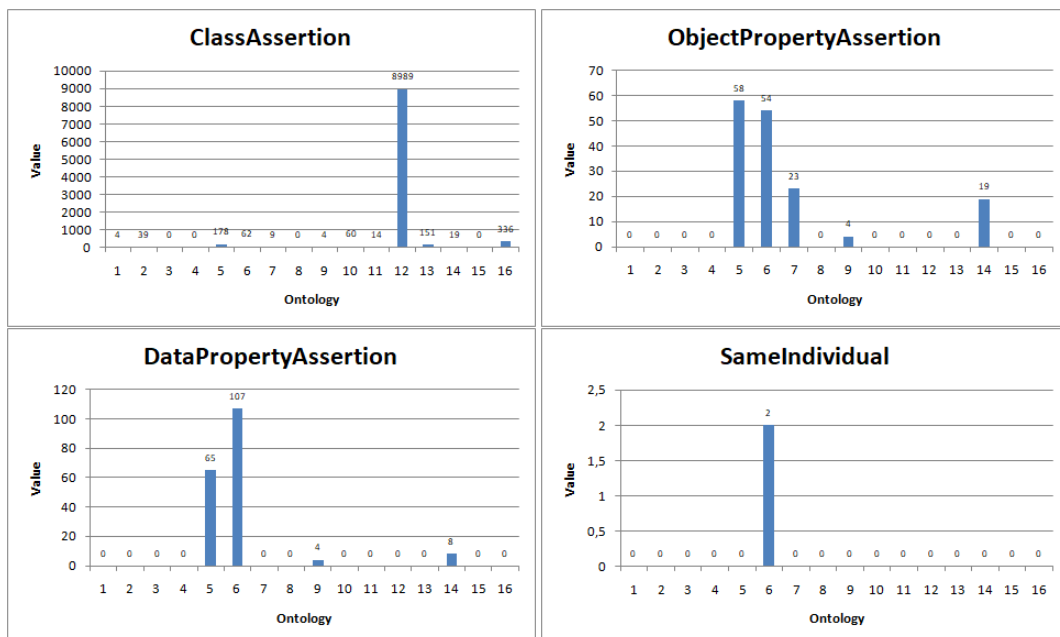 ClassAssertion
10000
9000
8000
7000
6000
5000
4000
3000
2000
1000
0
Value
4 39 0 0 178 62 9 0 4 60 14 8989 151 19 0 336
1 2 3 4 5 6 7 8 9 10 11 12 13 14 15 16
Ontology
ObjectPropertyAssertion
70
60
50
40
30
20
10
0
Value
0 0 0 0 58 54 23 0 4 0 0 0 0 19 0 0
1 2 3 4 5 6 7 8 9 10 11 12 13 14 15 16
Ontology
DataPropertyAssertion
120
100
80
60
40
20
0
Value
0 0 0 0 65 107 0 0 4 0 0 0 0 8 0 0
1 2 3 4 5 6 7 8 9 10 11 12 13 14 15 16
Ontology
SameIndividual
2,5
2
1,5
1
0,5
0
Value
0 0 0 0 0 2 0 0 0 0 0 0 0 0 0 0
1 2 3 4 5 6 7 8 9 10 11 12 13 14 15 16
Ontology